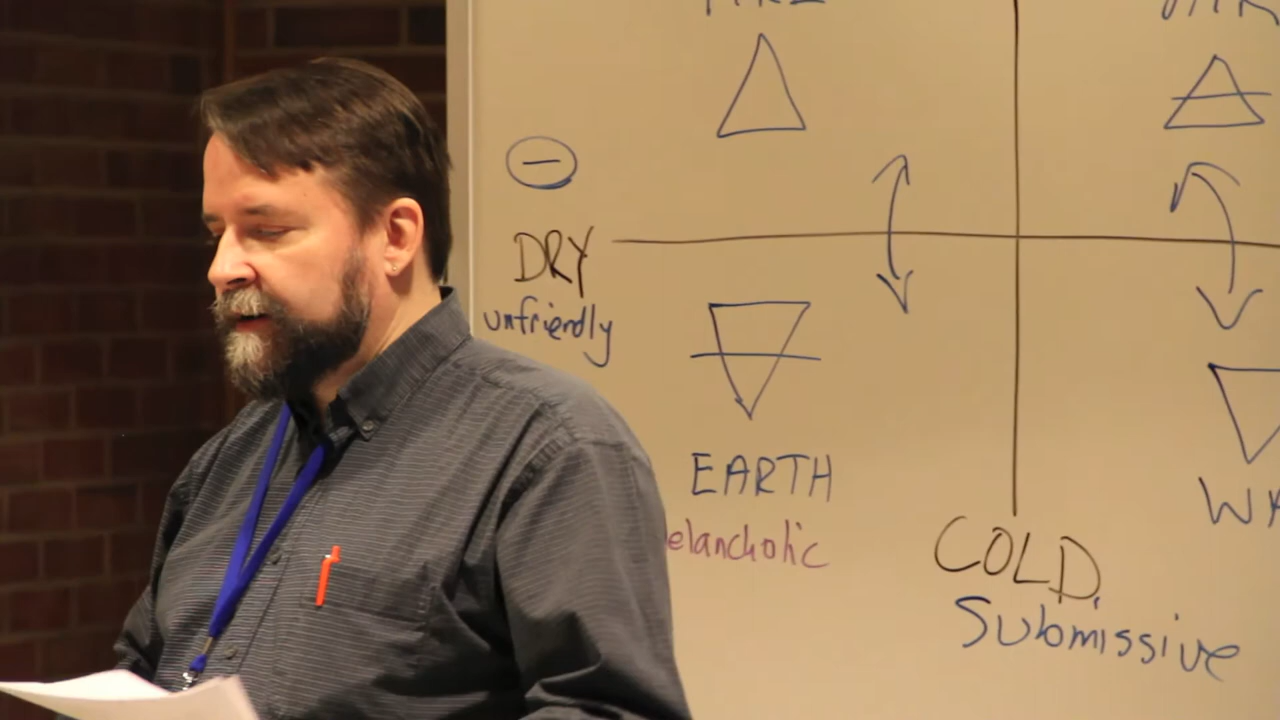 DRY
unfriendly
EARTH
elancholic
COLD
Submissive